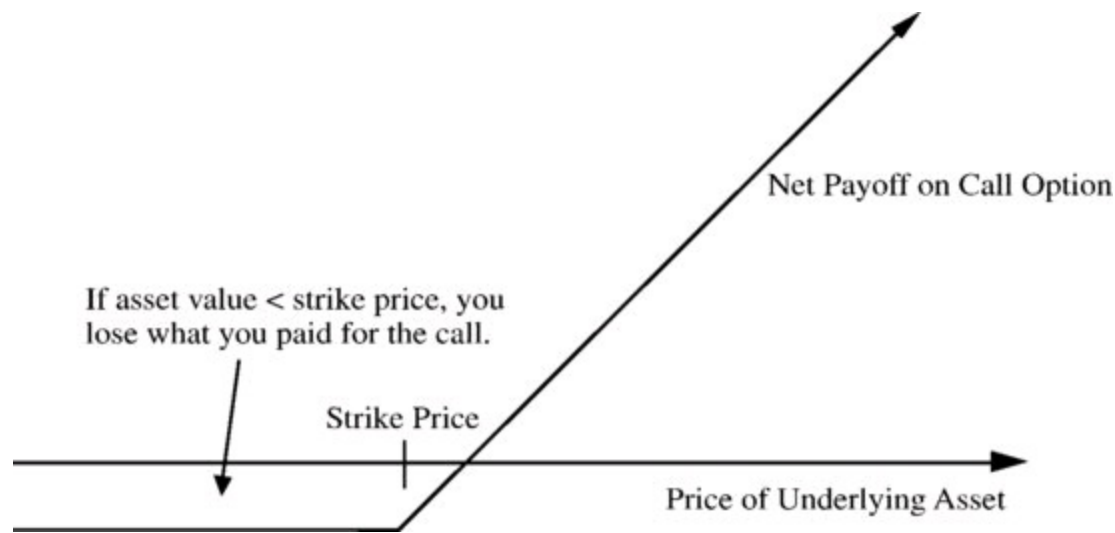 Net Payoff on Call Option
If asset value < strike price, you
lose what you paid for the call.
Strike Price
Price of Underlying Asset